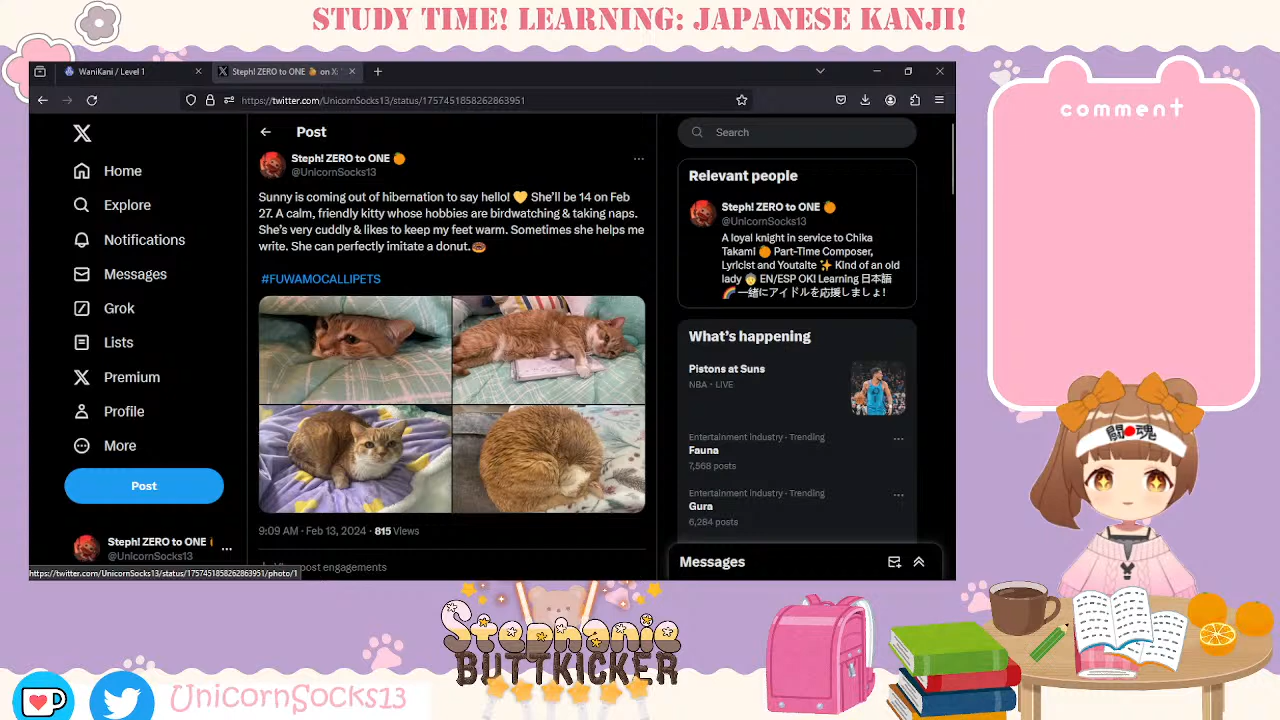 STUDY TIME! LEARNING: JAPANESE KANJI!
WaniKani / Level 1
Steph! ZERO to ONE 🍊 on X: "
https://twitter.com/UnicornSocks13/status/1757451858262863951
Home
Explore
Notifications
Messages
Grok
Lists
Premium
Profile
More
Post
Steph! ZERO to ONE
@UnicornSocks13
https://twitter.com/UnicornSocks13/status/1757451858262863951/photo/1
Post
Steph! ZERO to ONE 🍊
@UnicornSocks13
Sunny is coming out of hibernation to say hello! 💛 She'll be 14 on Feb
27. A calm, friendly kitty whose hobbies are birdwatching & taking naps.
She's very cuddly & likes to keep my feet warm. Sometimes she helps me
write. She can perfectly imitate a donut.🍩
#FUWAMOCALLIPETS
9:09 AM · Feb 13, 2024 · 815 Views
post engagements
Search
Relevant people
Steph! ZERO to ONE 🍊
@UnicornSocks13
A loyal knight in service to Chika
Takami 🍊 Part-Time Composer,
Lyricist and Youtaite ✨ Kind of an old
lady 👵 EN/ESP OK! Learning 日本語
🌈 一緒にアイドルを応援しましょ!
What's happening
Pistons at Suns
NBA · LIVE
Entertainment industry · Trending
Fauna
7,568 posts
Entertainment industry · Trending
Gura
6,284 posts
Messages
comment
闘魂
Stephanie
BUTTKICKER
UnicornSocks13